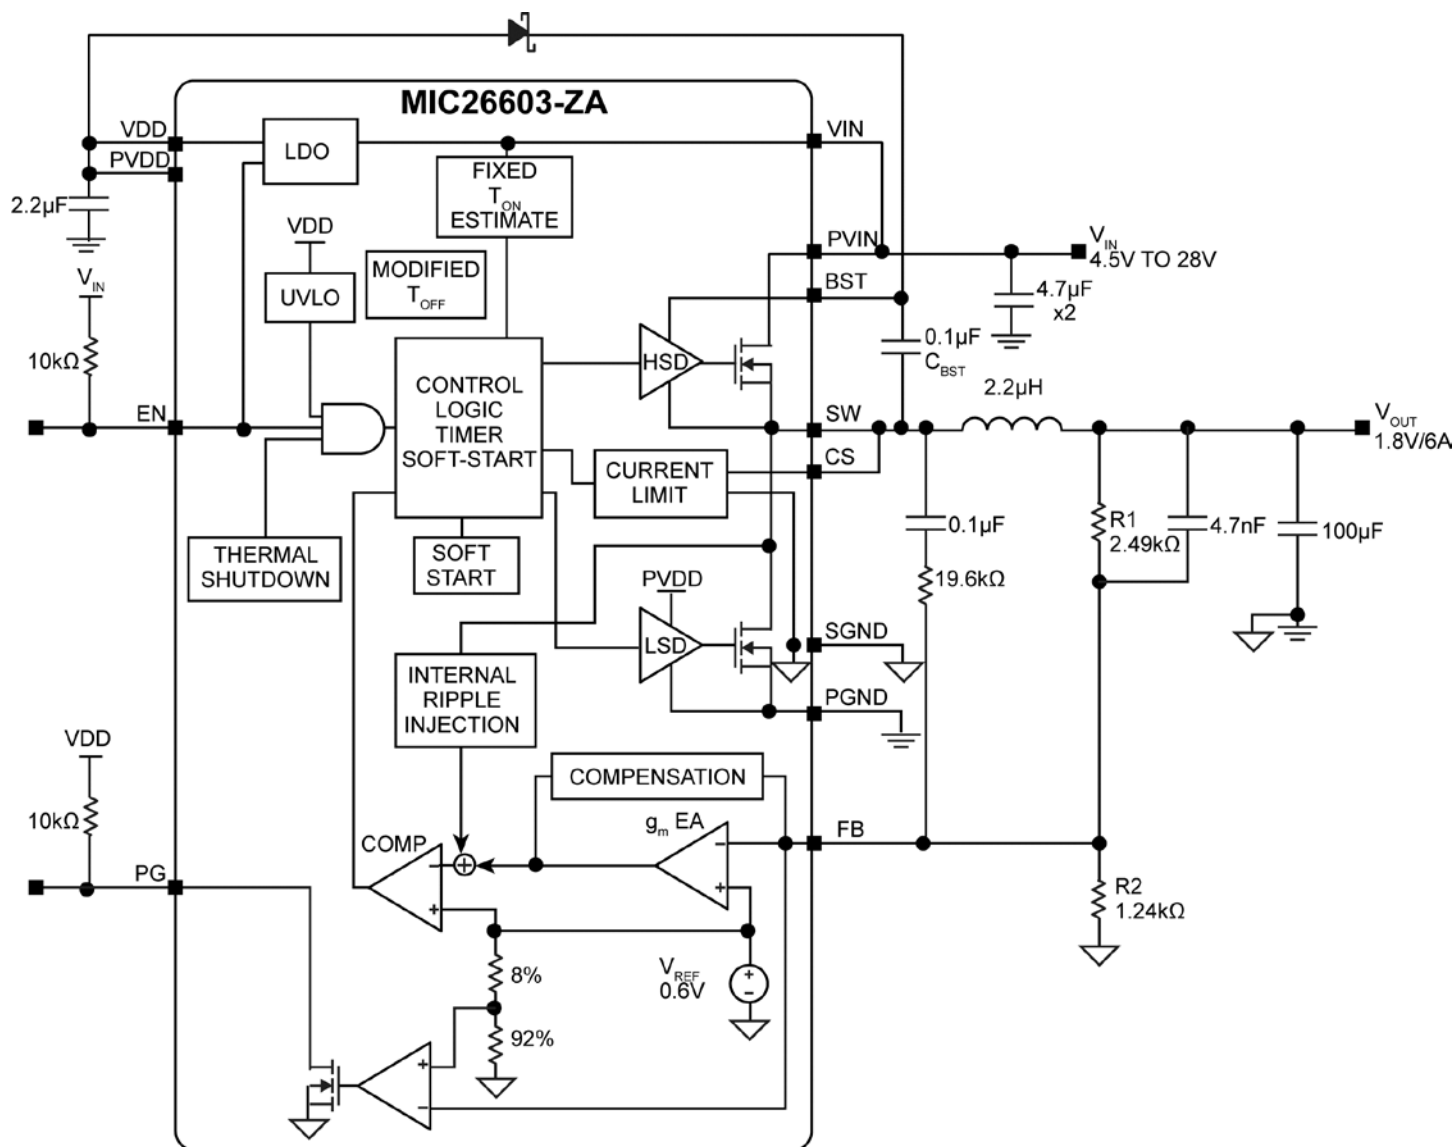 MIC26603-ZA
VDD
PVDD
LDO
VIN
FIXED
TON
ESTIMATE
2.2µF
VDD
MODIFIED
TOFF
UVLO
VIN
10kΩ
PVIN
BST
VIN
4.5V TO 28V
4.7µF
x2
0.1µF
CBST
2.2µH
HSD
CONTROL
LOGIC
TIMER
SOFT-START
EN
SW
CS
VOUT
1.8V/6A
CURRENT
LIMIT
THERMAL
SHUTDOWN
SOFT
START
0.1µF
19.6kΩ
R1
2.49kΩ
4.7nF
100µF
PVDD
LSD
SGND
PGND
INTERNAL
RIPPLE
INJECTION
VDD
10kΩ
PG
COMPENSATION
gm EA
COMP
FB
-
+
+
-
+
R2
1.24kΩ
VREF
0.6V
+
-
8%
92%
+
-